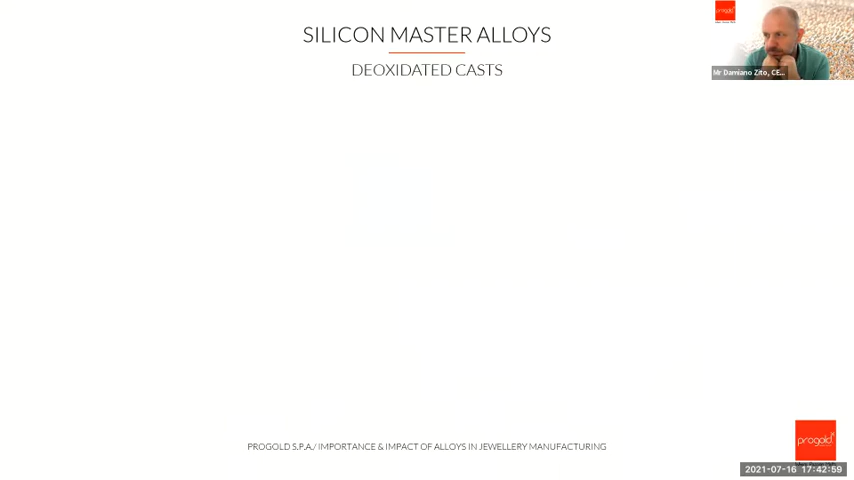 SILICON MASTER ALLOYS
DEOXIDATED CASTS
Mr Damiano Zito, CE...
PROGOLD S.P.A./ IMPORTANCE & IMPACT OF ALLOYS IN JEWELLERY MANUFACTURING
progold
2021-07-16 17:42:59